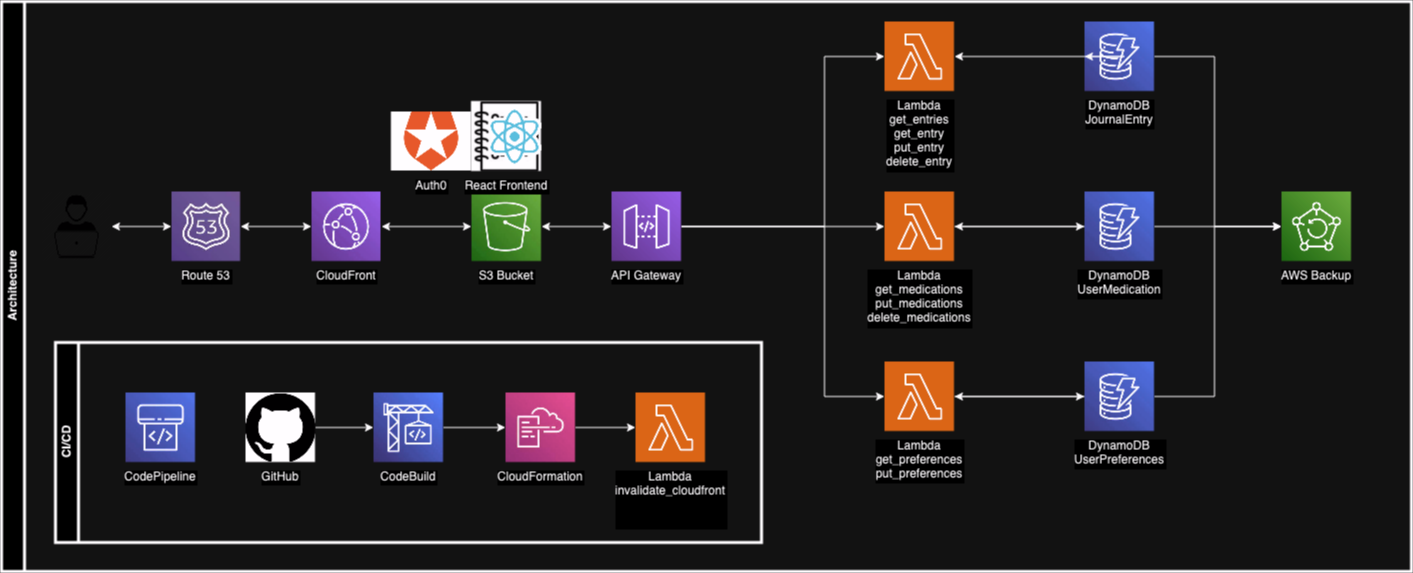 Architecture
Lambda
get_entries
get_entry
put_entry
delete_entry
DynamoDB
JournalEntry
Auth0
React Frontend
53
Route 53
CloudFront
S3 Bucket
API Gateway
Lambda
get_medications
put_medications
delete_medications
DynamoDB
UserMedication
AWS Backup
CI/CD
CodePipeline
GitHub
CodeBuild
CloudFormation
Lambda
invalidate_cloudfront
Lambda
get_preferences
put_preferences
DynamoDB
UserPreferences